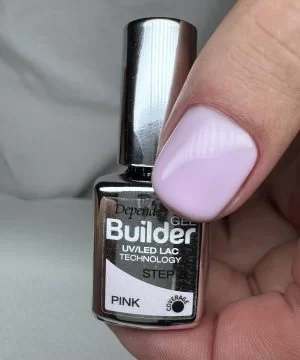 Depend
GEL
Builder
UV/LED LAC
TECHNOLOGY
STEP
PINK
COVERAGE